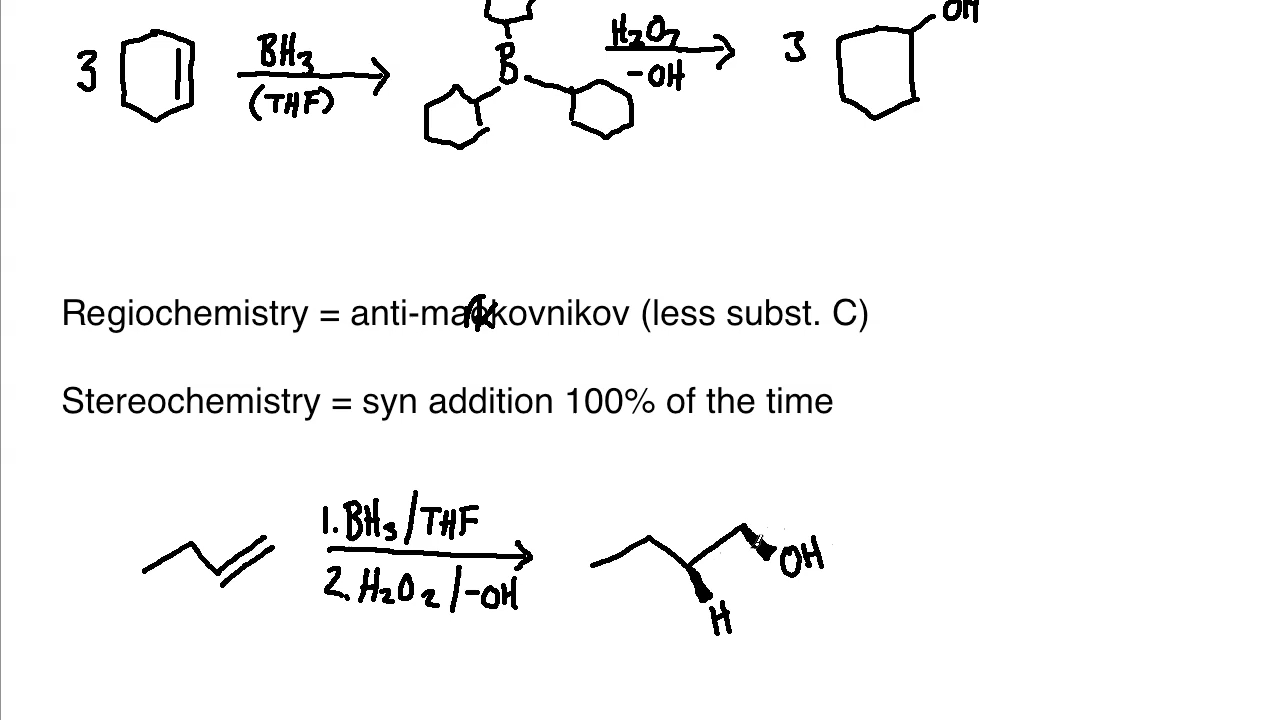 3 BH3 (THF) B H2O2 -OH 3 OH
Regiochemistry = anti-markovnikov (less subst. C)
Stereochemistry = syn addition 100% of the time
1. BH3/THF
2. H2O2/-OH
OH
H